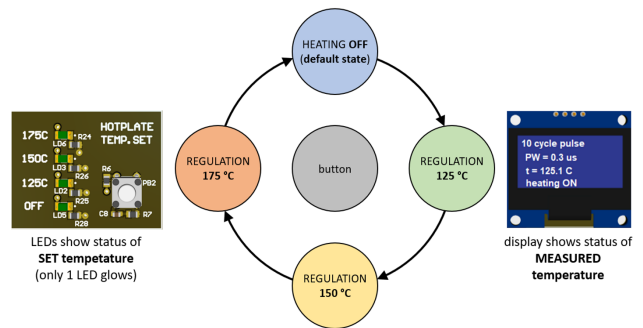 HEATING OFF
(default state)
175C
150C
125C
OFF
LD6
LD3
LD2
LD5
R24
R26
R25
R28
HOTPLATE
TEMP.SET
R6
PB2
C8
R7
LEDs show status of
SET tempetature
(only 1 LED glows)
REGULATION
175 °C
button
REGULATION
125 °C
REGULATION
150 °C
10 cycle pulse
PW = 0.3 us
t = 125.1 C
heating ON
display shows status of
MEASURED
temperature